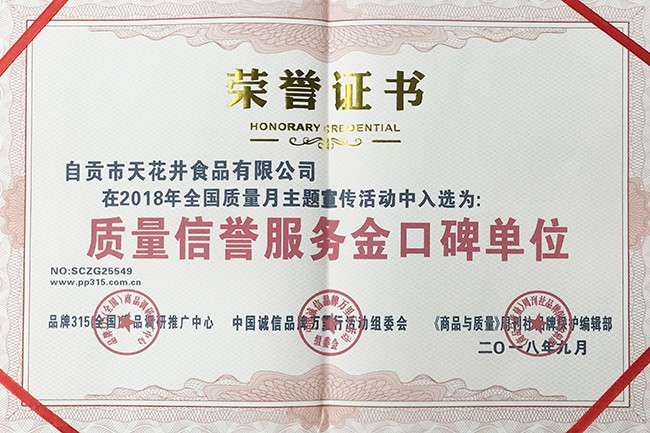 荣誉证书
HONORARY CREDENTIAL
自贡市天花井食品有限公司
在2018年全国质量月主题宣传活动中入选为:
质量信誉服务金口碑单位
NO:SCZG25549
www.pp315.com.cn
品牌315(全国)商品调研推广中心 中国诚信品牌万里行活动组委会 《商品与质量》周刊社品牌保护编辑部
二〇一八年九月